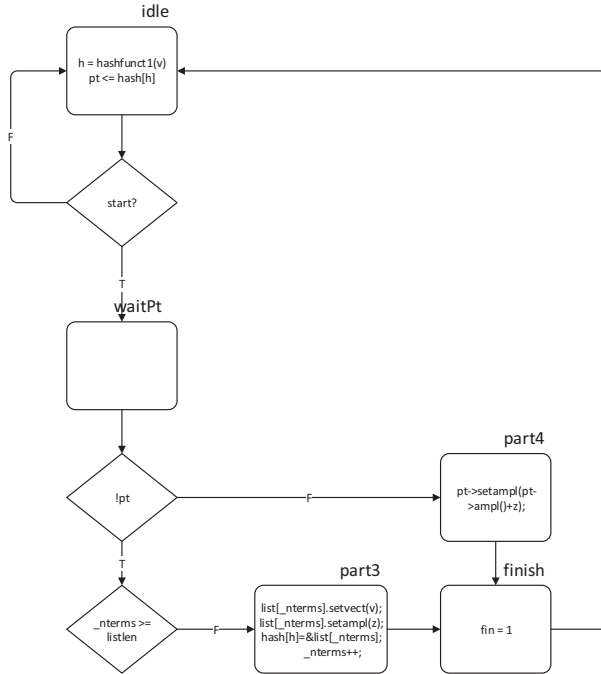 idle
h = hashfunct1(v)
pt <= hash[h]
F
start?
T
waitPt
part4
!pt
F
pt->setampl(pt-
>ampl()+z);
T
part3
finish
_nterms >=
listlen
F
list[_nterms].setvect(v);
list[_nterms].setampl(z);
hash[h]=&list[_nterms];
_nterms++;
fin = 1